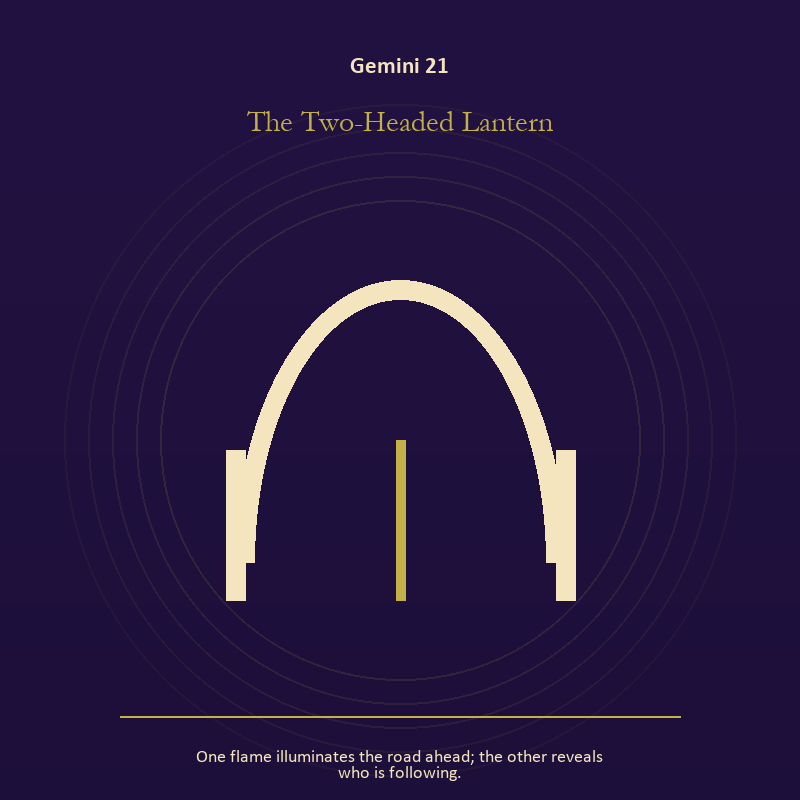 Gemini 21
The Two-Headed Lantern
One flame illuminates the road ahead; the other reveals
who is following.